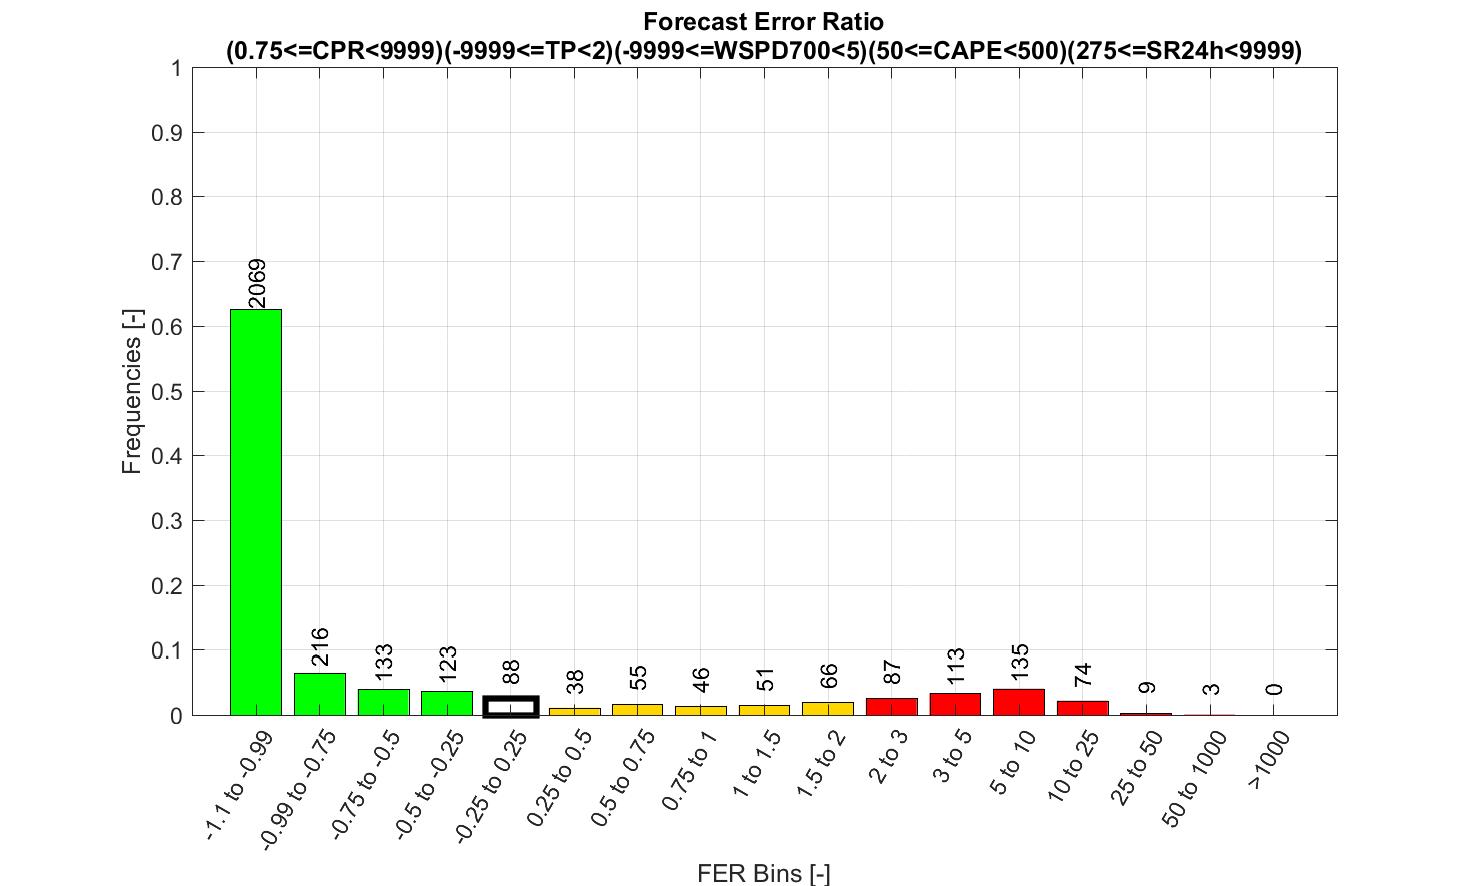 Forecast Error Ratio
(0.75<=CPR<9999)(-9999<=TP<2)(-9999<=WSPD700<5)(50<=CAPE<500)(275<=SR24h<9999)
Frequencies [-]
1
0.9
0.8
0.7
0.6
0.5
0.4
0.3
0.2
0.1
0
2069
216
133
123
88
38
55
46
51
66
87
113
135
74
9
3
0
-1.1 to -0.99
-0.99 to -0.75
-0.75 to -0.5
-0.5 to -0.25
-0.25 to 0.25
0.25 to 0.5
0.5 to 0.75
0.75 to 1
1 to 1.5
1.5 to 2
2 to 3
3 to 5
5 to 10
10 to 25
25 to 50
50 to 1000
>1000
FER Bins [-]